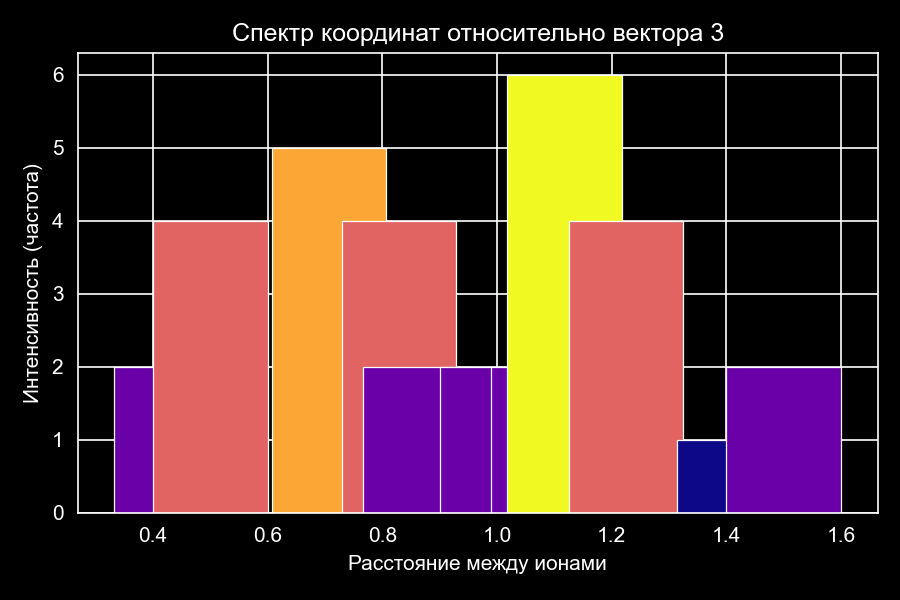 Спектр координат относительно вектора 3
Интенсивность (частота)
6
5
4
3
2
1
0
0.4 0.6 0.8 1.0 1.2 1.4 1.6
Расстояние между ионами